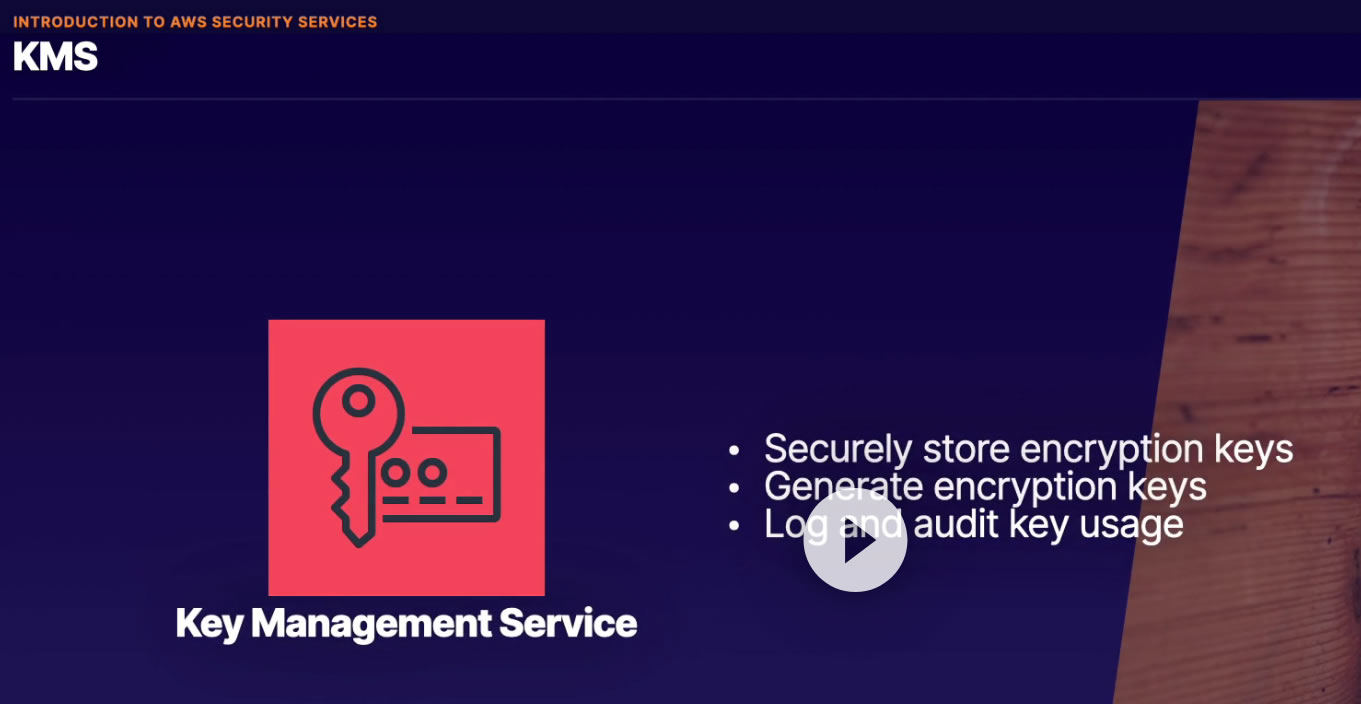 INTRODUCTION TO AWS SECURITY SERVICES
KMS
• Securely store encryption keys
• Generate encryption keys
• Log and audit key usage
Key Management Service